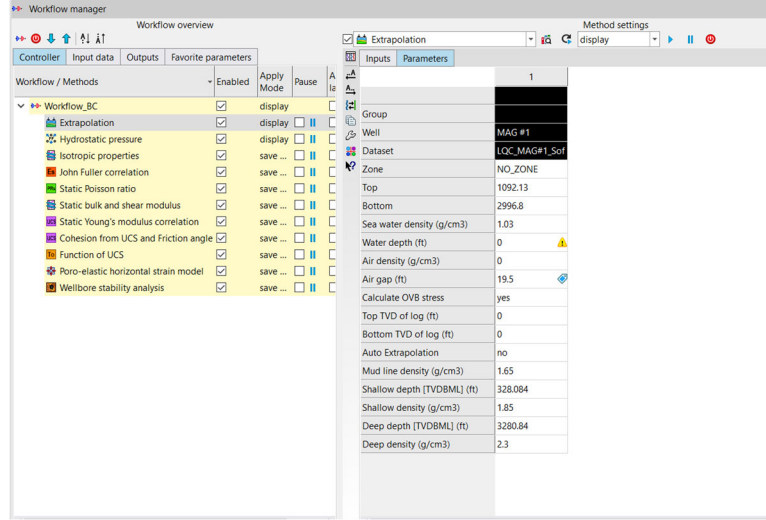 Workflow manager
Workflow overview
Method settings
Extrapolation
display
Controller Input data Outputs Favorite parameters
Inputs Parameters
Workflow / Methods Enabled Apply Mode Pause
1
Workflow_BC display
Extrapolation display
Hydrostatic pressure display
Isotropic properties save ...
John Fuller correlation save ...
Static Poisson ratio save ...
Static bulk and shear modulus save ...
Static Young's modulus correlation save ...
Cohesion from UCS and Friction angle save ...
Function of UCS save ...
Poro-elastic horizontal strain model save ...
Wellbore stability analysis save ...
Group
Well MAG #1
Dataset LQC_MAG#1_Sof
Zone NO_ZONE
Top 1092.13
Bottom 2996.8
Sea water density (g/cm3) 1.03
Water depth (ft) 0
Air density (g/cm3) 0
Air gap (ft) 19.5
Calculate OVB stress yes
Top TVD of log (ft) 0
Bottom TVD of log (ft) 0
Auto Extrapolation no
Mud line density (g/cm3) 1.65
Shallow depth [TVDBML] (ft) 328.084
Shallow density (g/cm3) 1.85
Deep depth [TVDBML] (ft) 3280.84
Deep density (g/cm3) 2.3